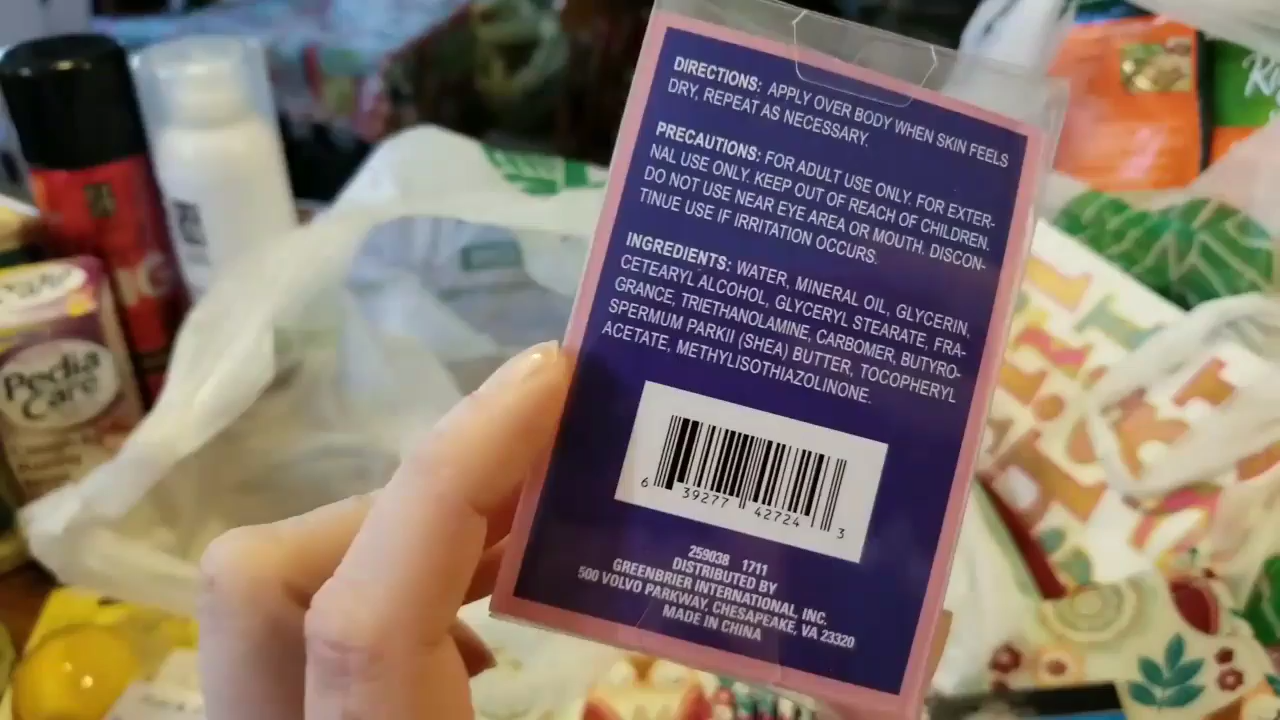 DIRECTIONS: APPLY OVER BODY WHEN SKIN FEELS
DRY, REPEAT AS NECESSARY.
PRECAUTIONS: FOR ADULT USE ONLY. FOR EXTER-
NAL USE ONLY. KEEP OUT OF REACH OF CHILDREN.
DO NOT USE NEAR EYE AREA OR MOUTH. DISCON-
TINUE USE IF IRRITATION OCCURS.
INGREDIENTS: WATER, MINERAL OIL, GLYCERIN,
CETEARYL ALCOHOL, GLYCERYL STEARATE, FRA-
GRANCE, TRIETHANOLAMINE, CARBOMER, BUTYRO-
SPERMUM PARKII (SHEA) BUTTER, TOCOPHERYL
ACETATE, METHYLISOTHIAZOLINONE.
6 39277 42724 3
259038 1711
DISTRIBUTED BY
GREENBRIER INTERNATIONAL, INC.
500 VOLVO PARKWAY, CHESAPEAKE, VA 23320
MADE IN CHINA
Pedia
Care